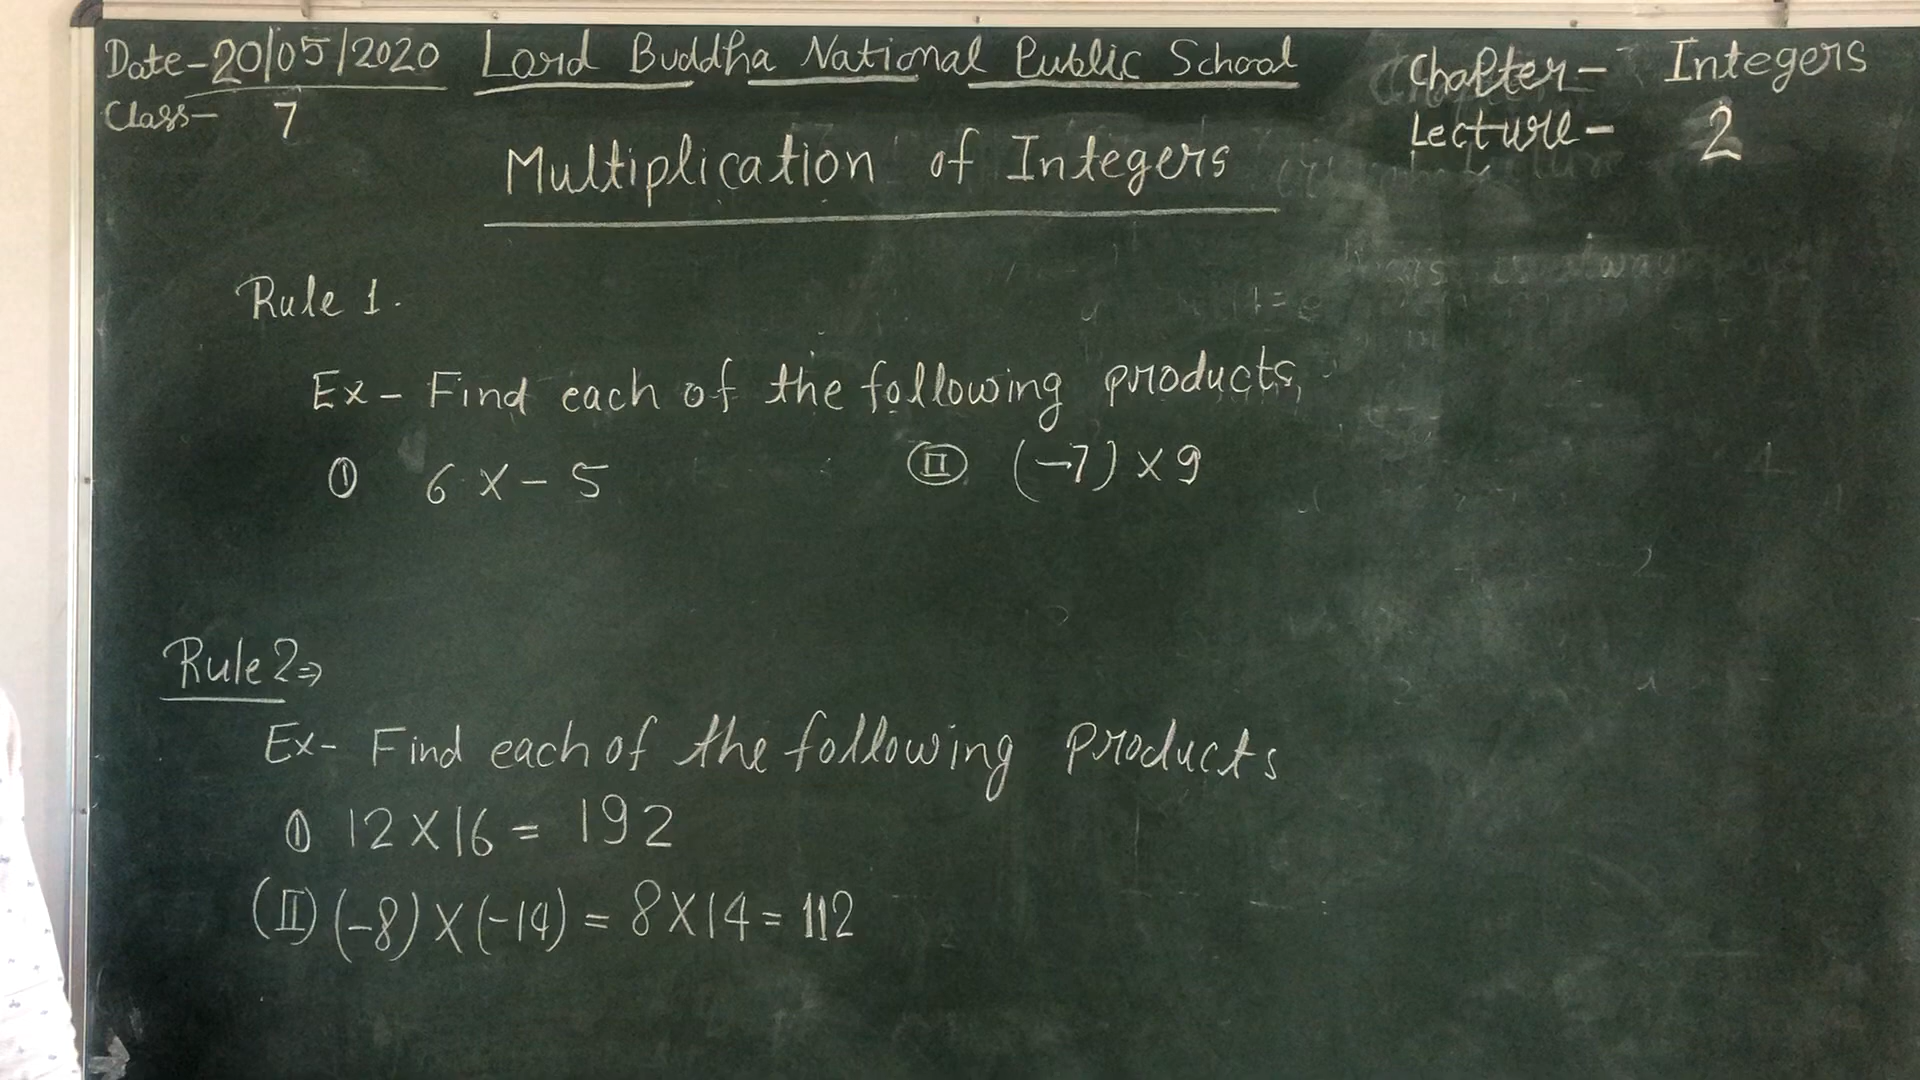 Date-20/05/2020 Lord Buddha National Public School Chapter- Integers
Class- 7 Lecture- 2
Multiplication of Integers
Rule 1.
Ex- Find each of the following products,
① 6 X - 5 Ⅱ (-7) X 9
Rule 2⇒
Ex- Find each of the following Products
① 12 X 16 = 192
(II) (-8) X (-14) = 8 X 14 = 112